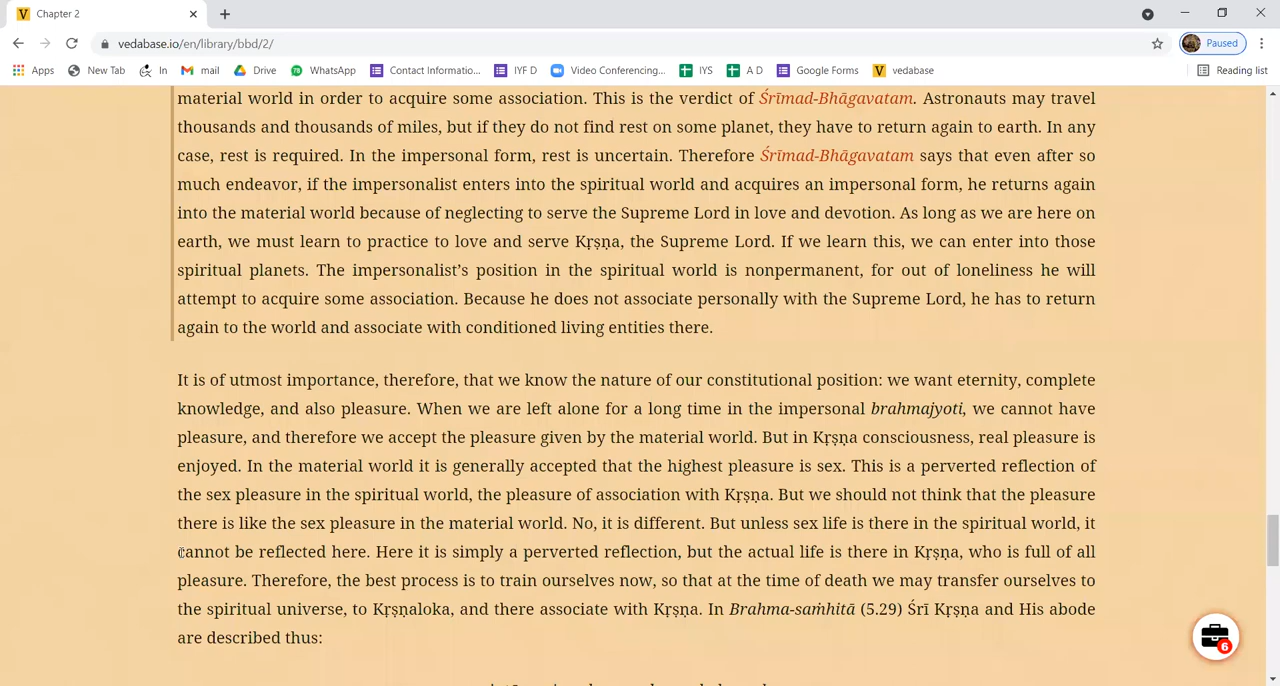 Chapter 2
vedabase.io/en/library/bbd/2/
Paused
Apps
New Tab
In
mail
Drive
WhatsApp
Contact Informatio...
IYF D
Video Conferencing...
IYS
A D
Google Forms
vedabase
Reading list
material world in order to acquire some association. This is the verdict of Śrīmad-Bhāgavatam. Astronauts may travel
thousands and thousands of miles, but if they do not find rest on some planet, they have to return again to earth. In any
case, rest is required. In the impersonal form, rest is uncertain. Therefore Śrīmad-Bhāgavatam says that even after so
much endeavor, if the impersonalist enters into the spiritual world and acquires an impersonal form, he returns again
into the material world because of neglecting to serve the Supreme Lord in love and devotion. As long as we are here on
earth, we must learn to practice to love and serve Kṛṣṇa, the Supreme Lord. If we learn this, we can enter into those
spiritual planets. The impersonalist’s position in the spiritual world is nonpermanent, for out of loneliness he will
attempt to acquire some association. Because he does not associate personally with the Supreme Lord, he has to return
again to the world and associate with conditioned living entities there.
It is of utmost importance, therefore, that we know the nature of our constitutional position: we want eternity, complete
knowledge, and also pleasure. When we are left alone for a long time in the impersonal brahmajyoti, we cannot have
pleasure, and therefore we accept the pleasure given by the material world. But in Kṛṣṇa consciousness, real pleasure is
enjoyed. In the material world it is generally accepted that the highest pleasure is sex. This is a perverted reflection of
the sex pleasure in the spiritual world, the pleasure of association with Kṛṣṇa. But we should not think that the pleasure
there is like the sex pleasure in the material world. No, it is different. But unless sex life is there in the spiritual world, it
cannot be reflected here. Here it is simply a perverted reflection, but the actual life is there in Kṛṣṇa, who is full of all
pleasure. Therefore, the best process is to train ourselves now, so that at the time of death we may transfer ourselves to
the spiritual universe, to Kṛṣṇaloka, and there associate with Kṛṣṇa. In Brahma-saṁhitā (5.29) Śrī Kṛṣṇa and His abode
are described thus:
6